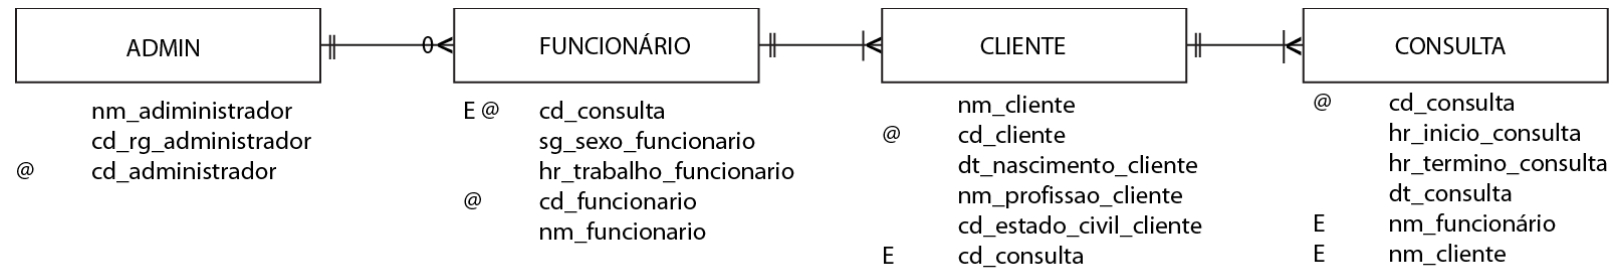 ADMIN
nm_adiministrador
cd_rg_administrador
@ cd_administrador
FUNCIONÁRIO
E @ cd_consulta
sg_sexo_funcionario
hr_trabalho_funcionario
@ cd_funcionario
nm_funcionario
CLIENTE
nm_cliente
@ cd_cliente
dt_nascimento_cliente
nm_profissao_cliente
cd_estado_civil_cliente
E cd_consulta
CONSULTA
@ cd_consulta
hr_inicio_consulta
hr_termino_consulta
dt_consulta
E nm_funcionário
E nm_cliente